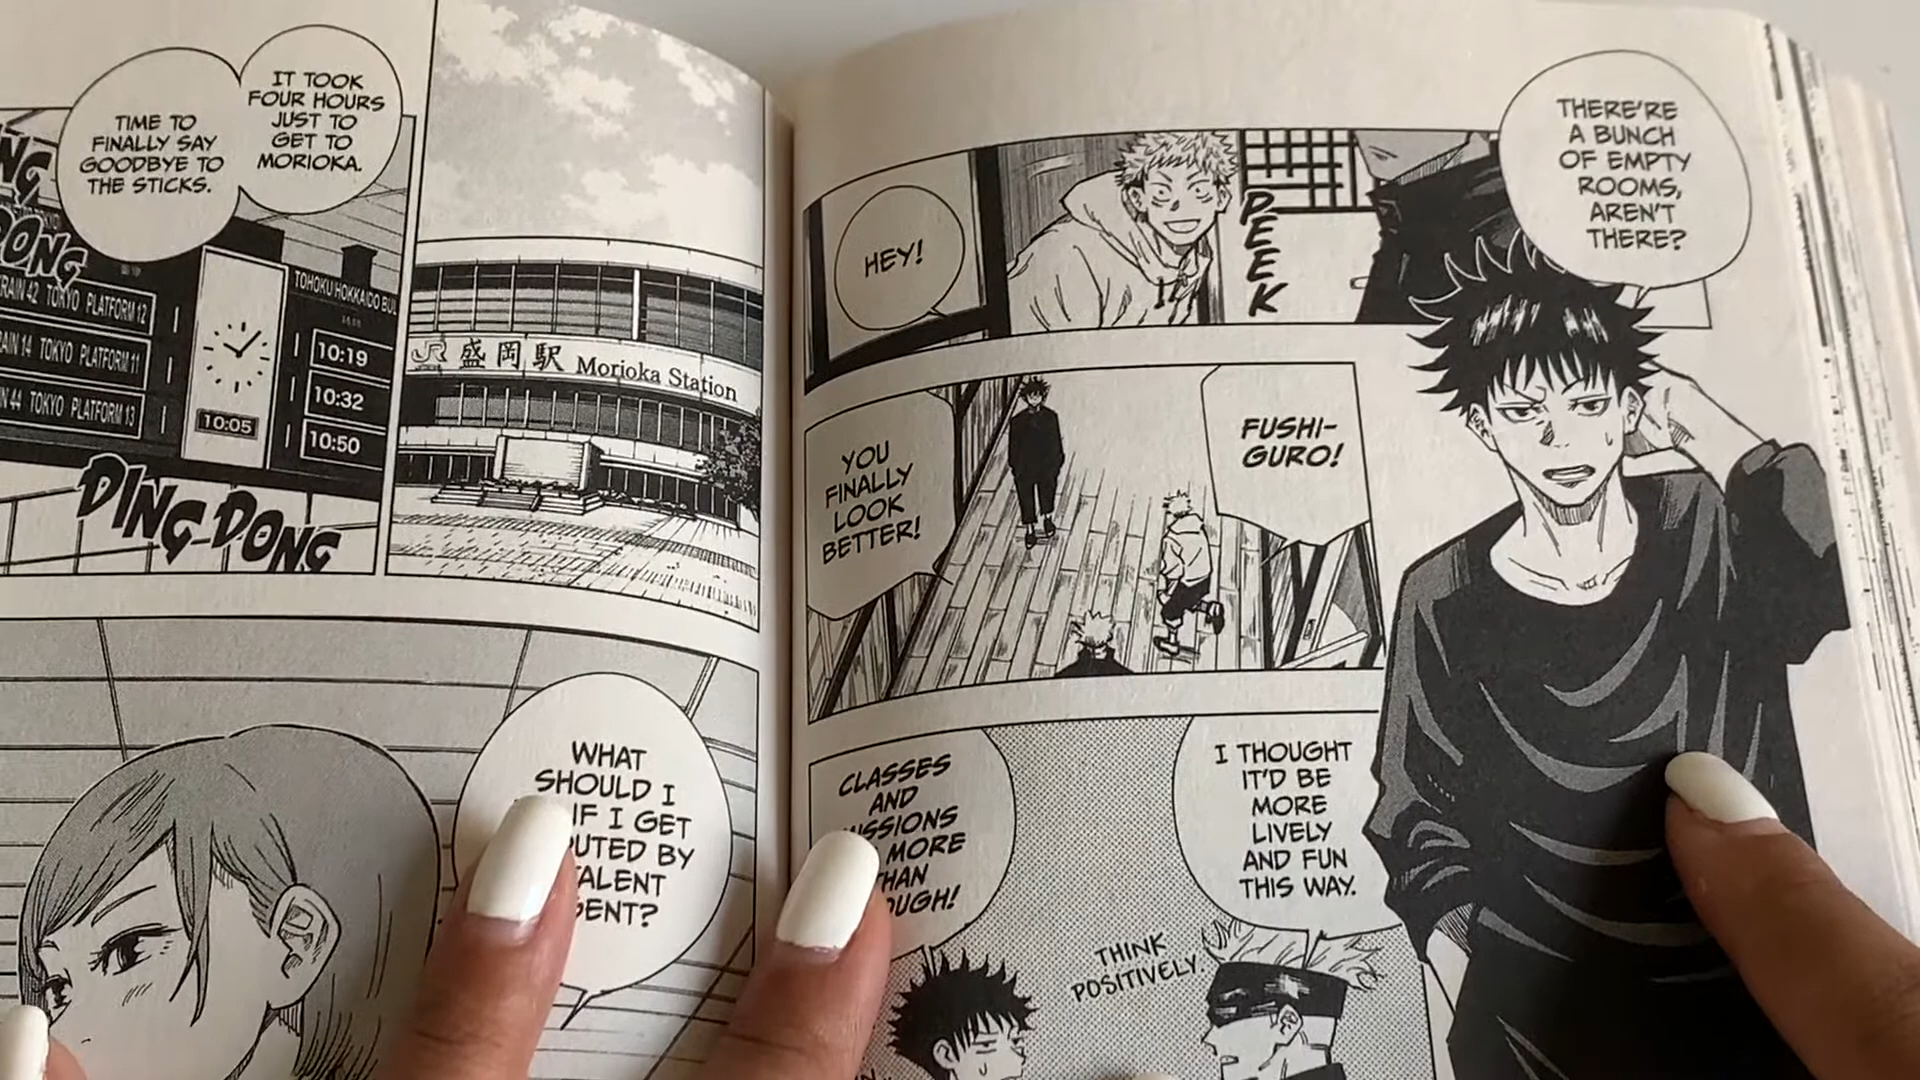 THERE'RE
A BUNCH
OF EMPTY
ROOMS,
AREN'T
THERE?
PEEK
HEY!
FUSHI-
GURO!
YOU
FINALLY
LOOK
BETTER!
I THOUGHT
IT'D BE
MORE
LIVELY
AND FUN
THIS WAY.
THINK
POSITIVELY.
CLASSES
AND
MORE
JR 盛岡駅 Morioka Station
IT TOOK
FOUR HOURS
JUST TO
GET TO
MORIOKA.
TIME TO
FINALLY SAY
GOODBYE TO
THE STICKS.
TOHOKU HOKKAIDO
42 TOKYO PLATFORM 12
10:19
14 TOKYO PLATFORM 11
10:32
44 TOKYO PLATFORM 13
10:50
10:05
DING DONG
WHAT
SHOULD I
IF I GET
BY